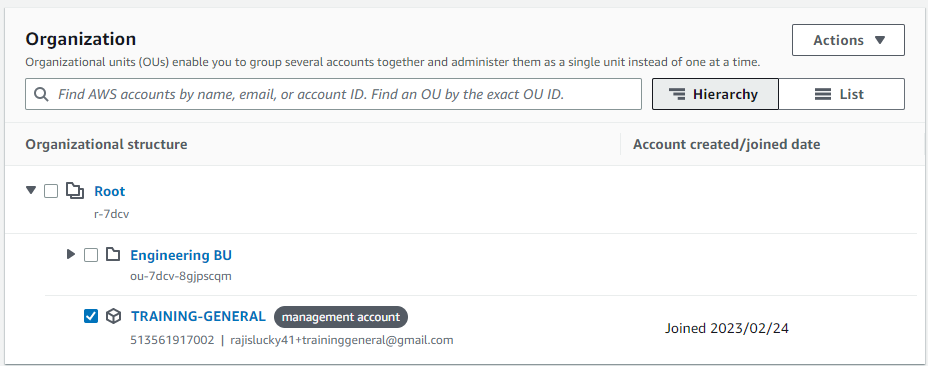 Organization
Actions
Organizational units (OUs) enable you to group several accounts together and administer them as a single unit instead of one at a time.
Find AWS accounts by name, email, or account ID. Find an OU by the exact OU ID.
Hierarchy
List
Organizational structure
Account created/joined date
Root
r-7dcv
Engineering BU
ou-7dcv-8gjpscqm
TRAINING-GENERAL management account
Joined 2023/02/24
513561917002 | rajislucky41+traininggeneral@gmail.com